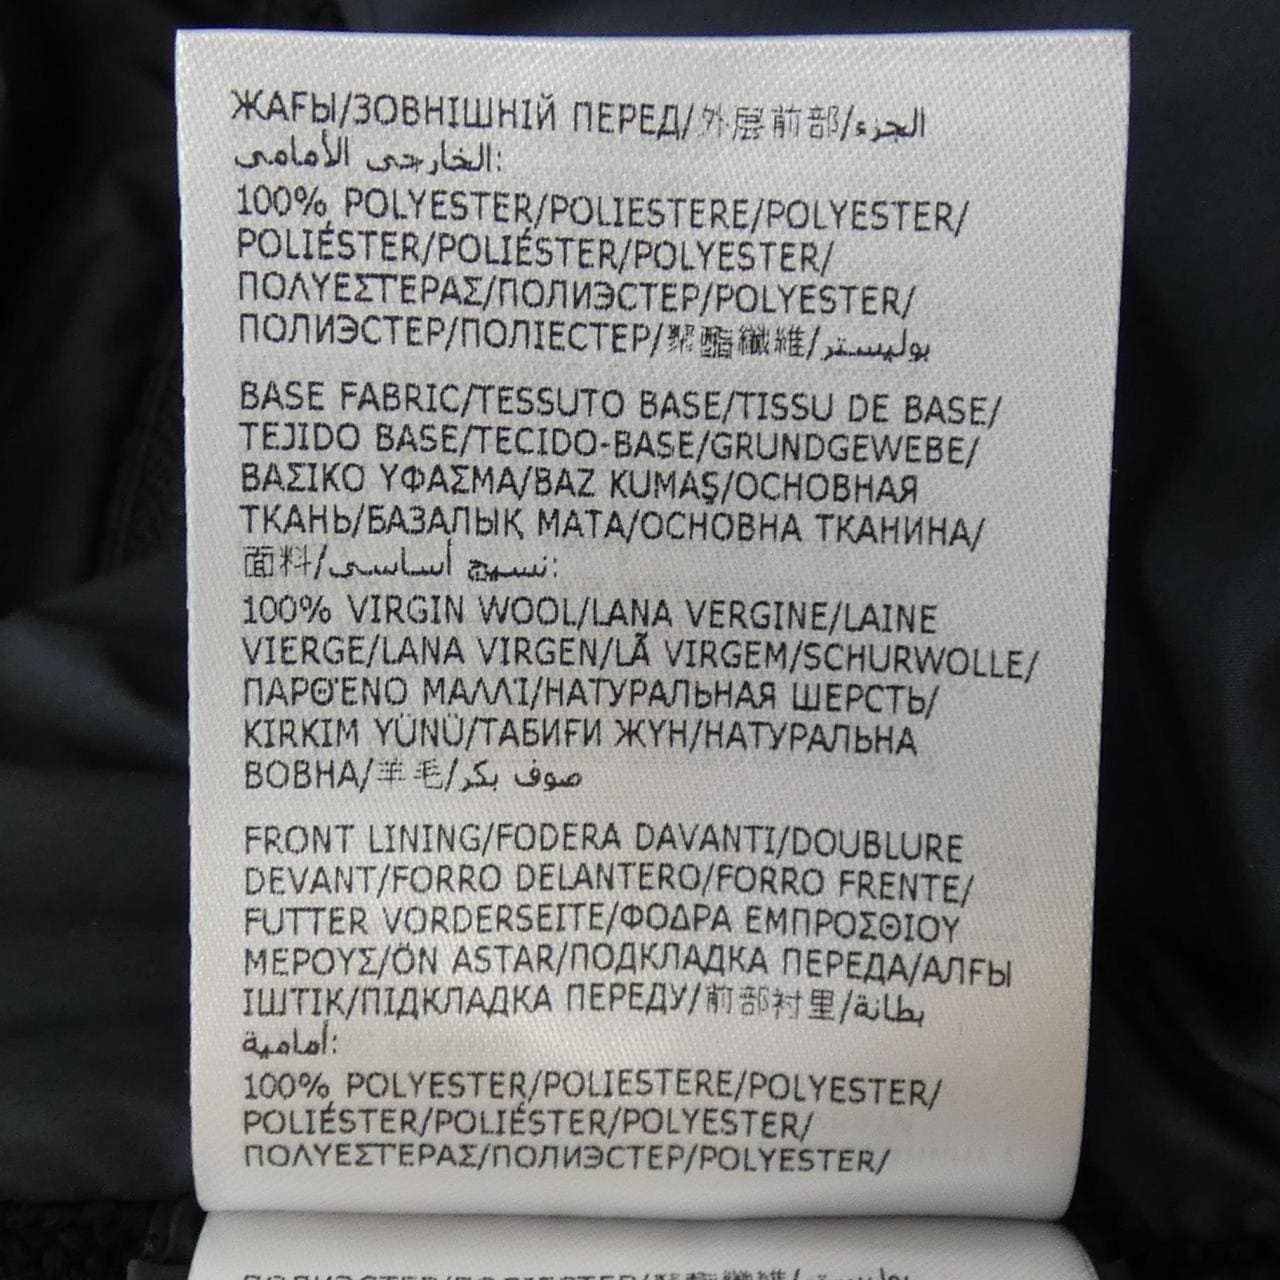 ЖАҒЫ/ЗОВНІШНІЙ ПЕРЕД/外层前部/الجزء
الخارجى الأمامى:
100% POLYESTER/POLIESTERE/POLYESTER/
POLIÉSTER/POLIÉSTER/POLYESTER/
ΠΟΛΥΕΣΤΕΡΑΣ/ПОЛИЭСТЕР/POLYESTER/
ПОЛИЭСТЕР/ПОЛІЕСТЕР/聚酯纖維/بوليستر
BASE FABRIC/TESSUTO BASE/TISSU DE BASE/
TEJIDO BASE/TECIDO-BASE/GRUNDGEWEBE/
ΒΑΣΙΚΟ ΥΦΑΣΜΑ/BAZ KUMAŞ/ОСНОВНАЯ
ТКАНЬ/БАЗАЛЫҚ МАТА/ОСНОВНА ТКАНИНА/
面料/نسيج أساسى:
100% VIRGIN WOOL/LANA VERGINE/LAINE
VIERGE/LANA VIRGEN/LÃ VIRGEM/SCHURWOLLE/
ΠΑΡΘΈΝΟ ΜΑΛΛΊ/НАТУРАЛЬНАЯ ШЕРСТЬ/
KIRKIM YÜNÜ/ТАБИҒИ ЖҮН/НАТУРАЛЬНА
ВОВНА/羊毛/صوف بكر
FRONT LINING/FODERA DAVANTI/DOUBLURE
DEVANT/FORRO DELANTERO/FORRO FRENTE/
FUTTER VORDERSEITE/ΦΟΔΡΑ ΕΜΠΡΟΣΘΙΟΥ
ΜΕΡΟΥΣ/ÖN ASTAR/ПОДКЛАДКА ПЕРЕДА/АЛҒЫ
ІШТІК/ПІДКЛАДКА ПЕРЕДУ/前部衬里/بطانة
أمامية:
100% POLYESTER/POLIESTERE/POLYESTER/
POLIÉSTER/POLIÉSTER/POLYESTER/
ΠΟΛΥΕΣΤΕΡΑΣ/ПОЛИЭСТЕР/POLYESTER/